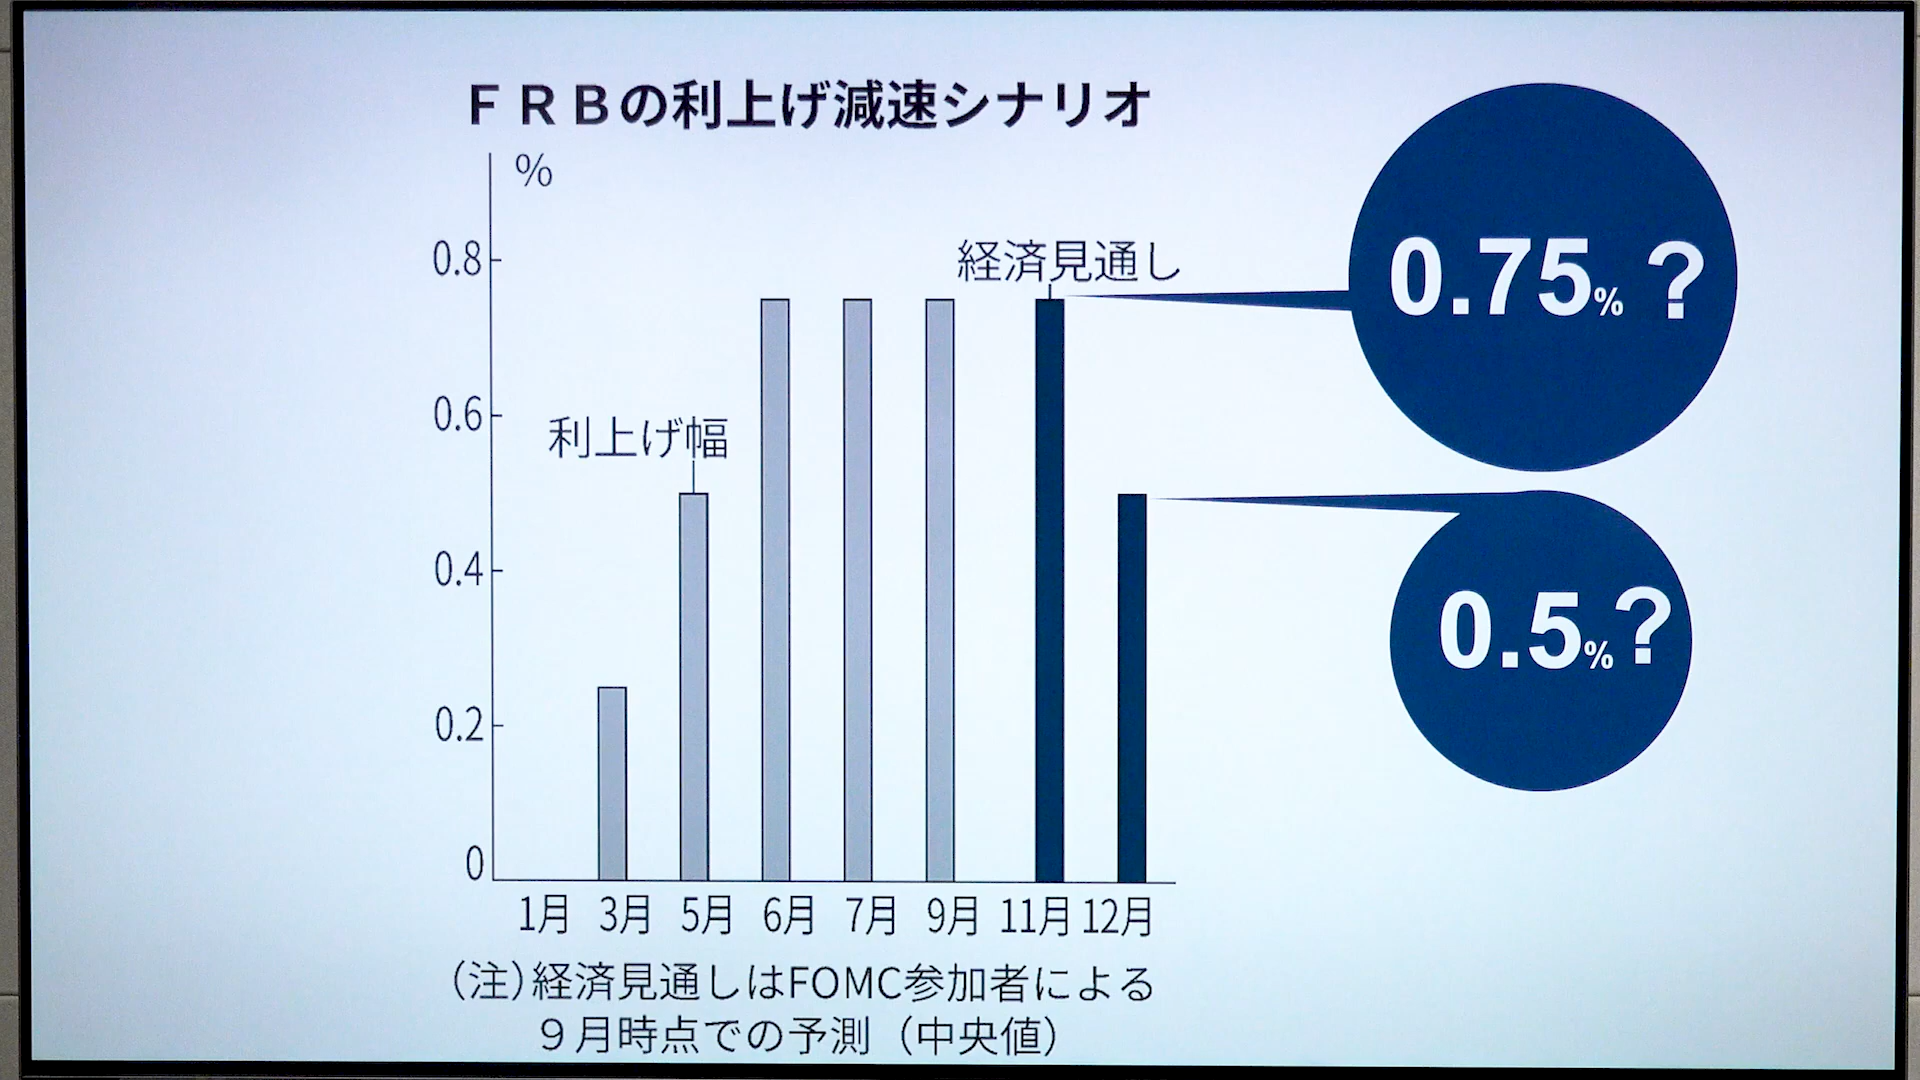 ＦＲＢの利上げ減速シナリオ
%
0.8
0.6
0.4
0.2
0
経済見通し
利上げ幅
0.75% ?
0.5%?
1月 3月 5月 6月 7月 9月 11月 12月
（注）経済見通しはFOMC参加者による
９月時点での予測（中央値）